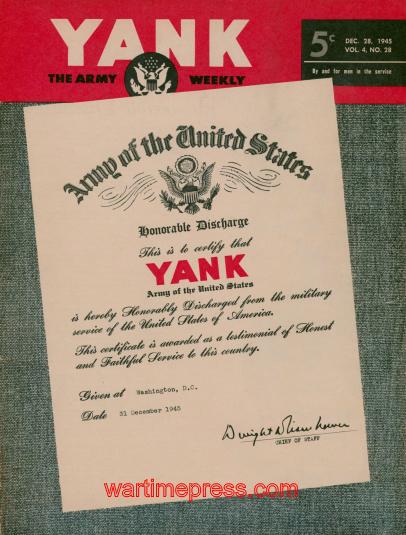 YANK
THE ARMY WEEKLY
5¢
DEC. 28, 1945
VOL. 4, NO. 28
By and for men in the service
Army of the United States
Honorable Discharge
This is to certify that
YANK
Army of the United States
is hereby Honorably Discharged from the military
service of the United States of America.
This certificate is awarded as a testimonial of Honest
and Faithful Service to this country.
Given at Washington, D.C.
Date 31 December 1945
Dwight D Eisenhower
CHIEF OF STAFF
wartimepress.com